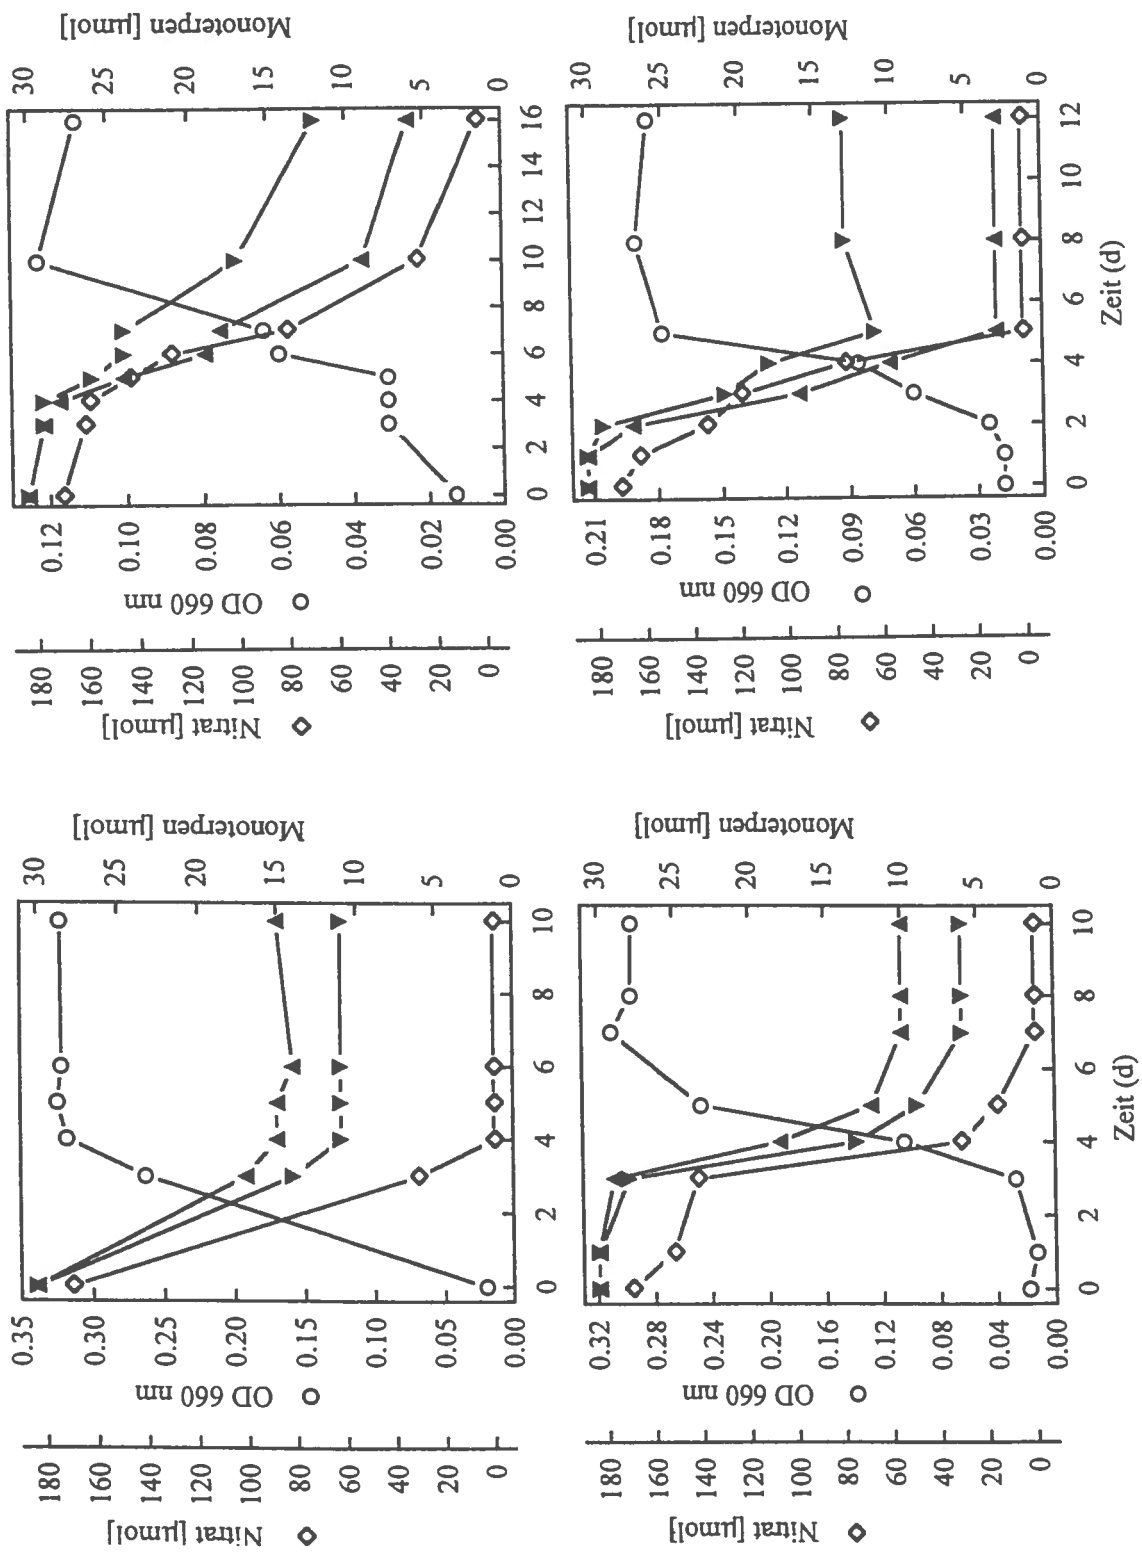 Monoterpen [µmol]
30 25 20 15 10 5 0
0 2 4 6 8 10 12 14 16
0.12 0.10 0.08 0.06 0.04 0.02 0.00
OD 660 nm
180 160 140 120 100 80 60 40 20 0
Nitrat [µmol]
Monoterpen [µmol]
30 25 20 15 10 5 0
0 2 4 6 8 10 12
Zeit (d)
0.21 0.18 0.15 0.12 0.09 0.06 0.03 0.00
OD 660 nm
180 160 140 120 100 80 60 40 20 0
Nitrat [µmol]
Monoterpen [µmol]
30 25 20 15 10 5 0
0 2 4 6 8 10
0.35 0.30 0.25 0.20 0.15 0.10 0.05 0.00
OD 660 nm
180 160 140 120 100 80 60 40 20 0
Nitrat [µmol]
Monoterpen [µmol]
30 25 20 15 10 5 0
0 2 4 6 8 10
Zeit (d)
0.32 0.28 0.24 0.20 0.16 0.12 0.08 0.04 0.00
OD 660 nm
180 160 140 120 100 80 60 40 20 0
Nitrat [µmol]